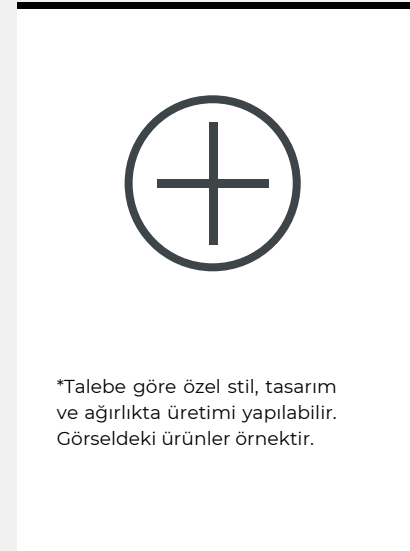 *Talebe göre özel stil, tasarım
ve ağırlıkta üretimi yapılabilir.
Görseldeki ürünler örnektir.